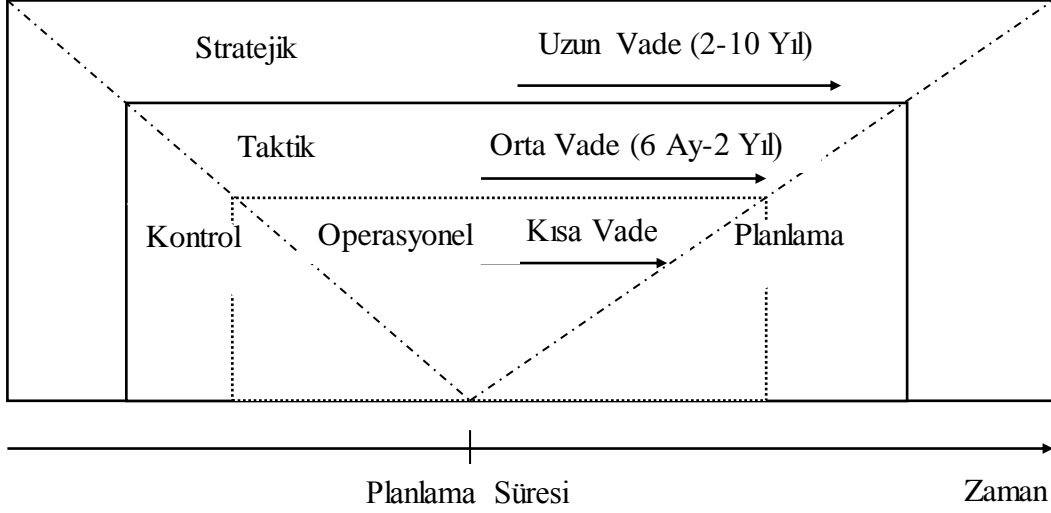 Stratejik Uzun Vade (2-10 Yıl)
Taktik Orta Vade (6 Ay-2 Yıl)
Kontrol Operasyonel Kısa Vade Planlama
Planlama Süresi Zaman